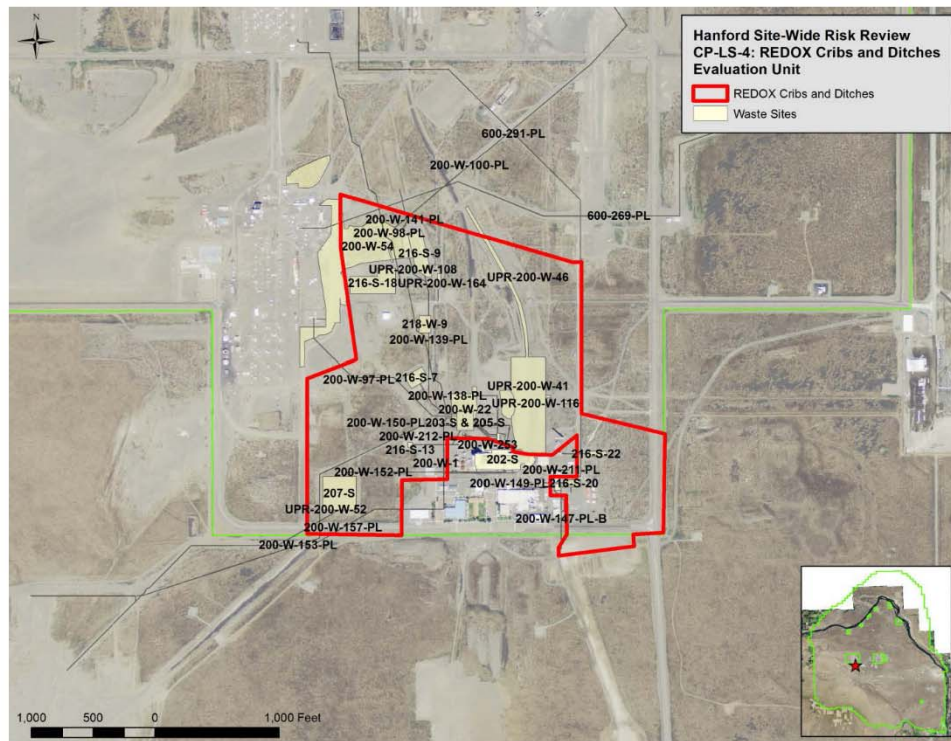 N
Hanford Site-Wide Risk Review
CP-LS-4: REDOX Cribs and Ditches
Evaluation Unit
REDOX Cribs and Ditches
Waste Sites
600-291-PL
200-W-100-PL
600-269-PL
200-W-141-PL
200-W-98-PL
200-W-54
216-S-9
UPR-200-W-108
UPR-200-W-46
216-S-18
UPR-200-W-164
218-W-9
200-W-139-PL
200-W-97-PL
216-S-7
UPR-200-W-41
200-W-138-PL
UPR-200-W-116
200-W-22
200-W-150-PL
203-S & 205-S
200-W-212-PL
200-W-253
216-S-13
216-S-22
202-S
200-W-1
200-W-152-PL
200-W-211-PL
200-W-149-PL
216-S-20
207-S
UPR-200-W-52
200-W-147-PL-B
200-W-157-PL
200-W-153-PL
1,000 500 0 1,000 Feet